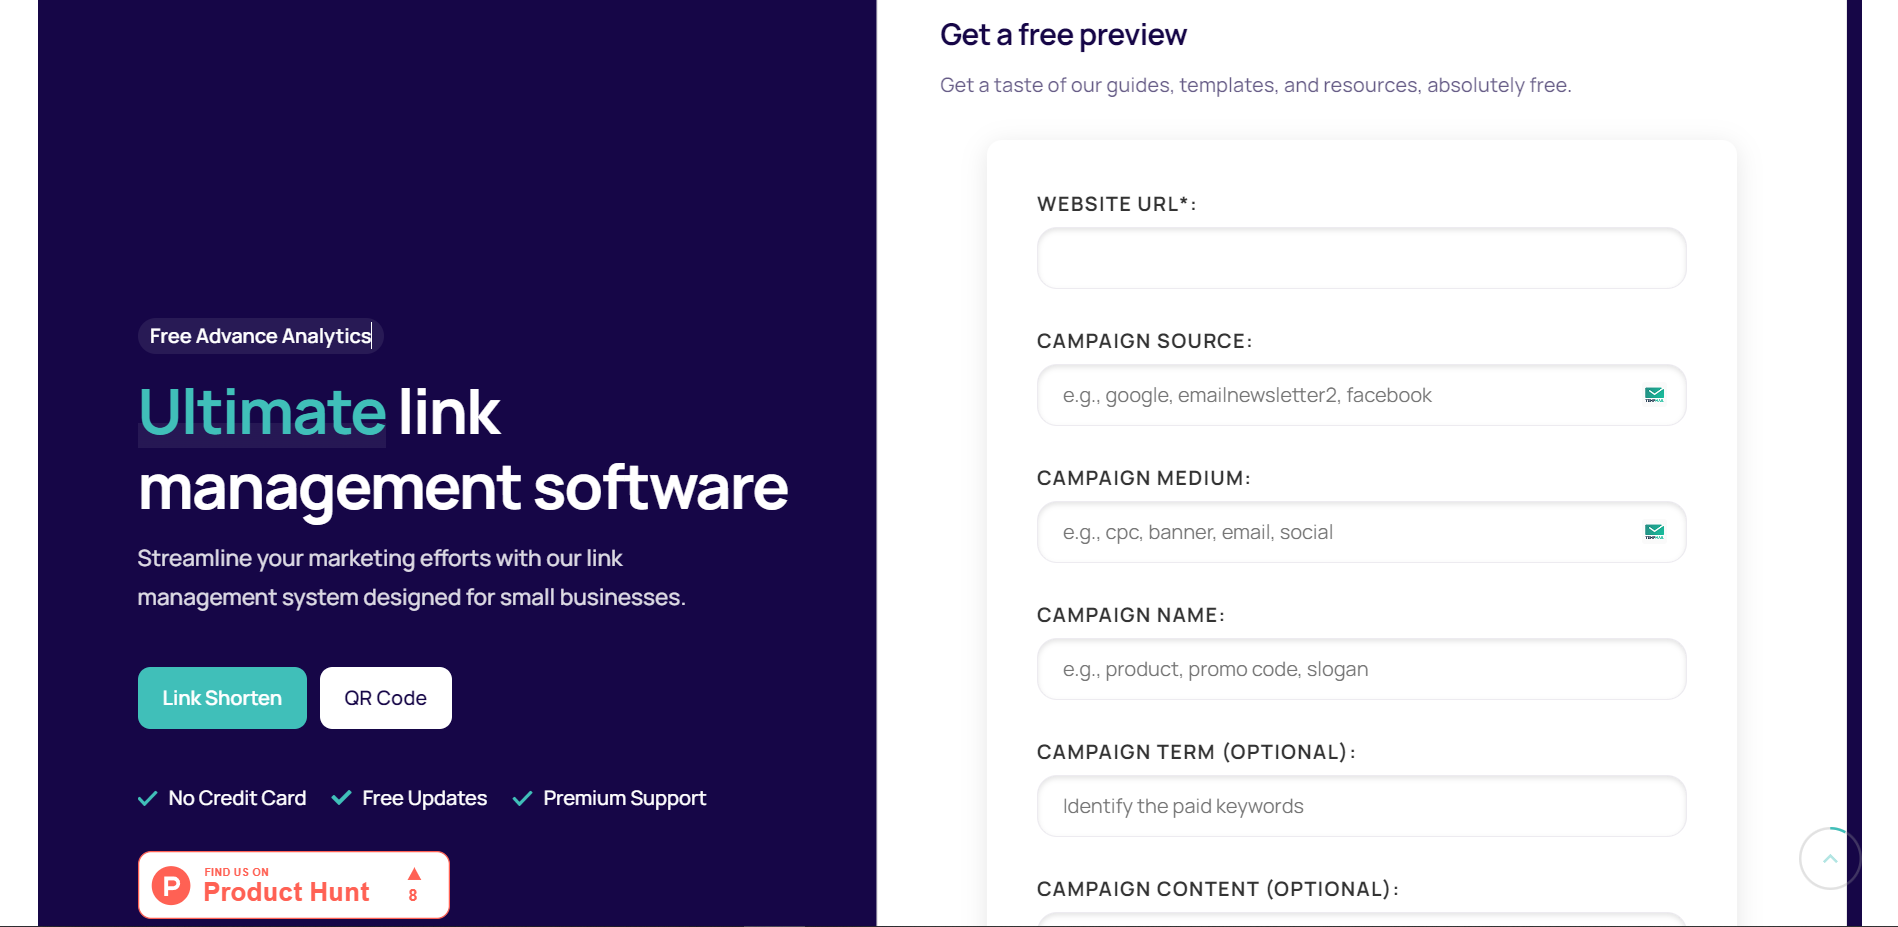 Free Advance Analytics
Ultimate link
management software
Streamline your marketing efforts with our link
management system designed for small businesses.
Link Shorten
QR Code
No Credit Card
Free Updates
Premium Support
FIND US ON
Product Hunt
8
Get a free preview
Get a taste of our guides, templates, and resources, absolutely free.
WEBSITE URL*:
CAMPAIGN SOURCE:
e.g., google, emailnewsletter2, facebook
CAMPAIGN MEDIUM:
e.g., cpc, banner, email, social
CAMPAIGN NAME:
e.g., product, promo code, slogan
CAMPAIGN TERM (OPTIONAL):
Identify the paid keywords
CAMPAIGN CONTENT (OPTIONAL):